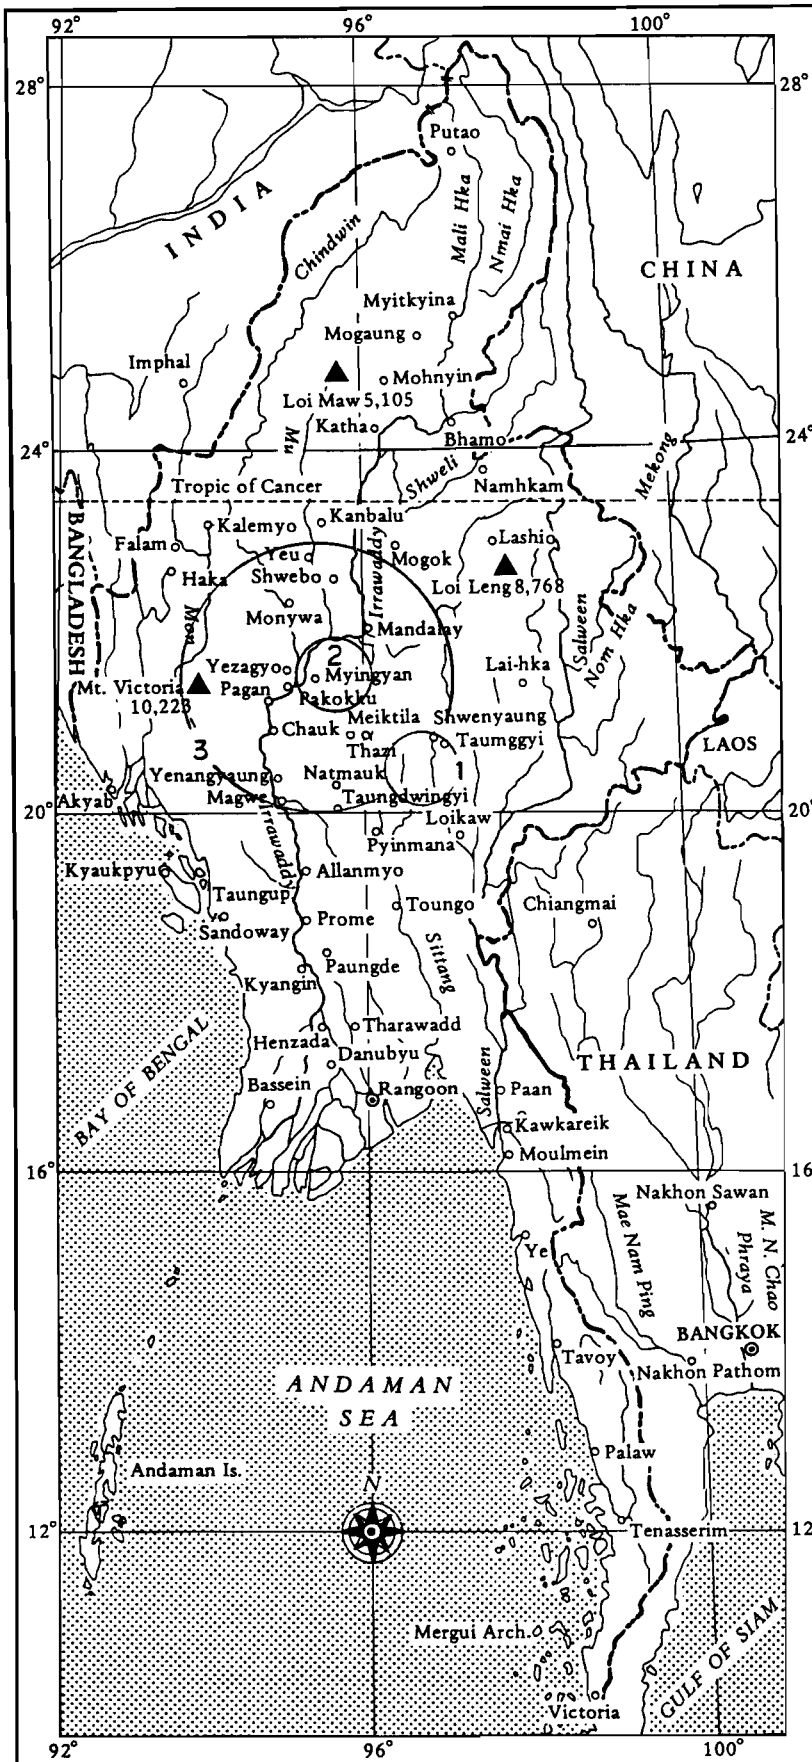 92°
96°
100°
28°
28°
Putao
INDIA
Mali Hka
Nmai Hka
Chindwin
CHINA
Myitkyina
Mogaung
Imphal
Mohnyin
Loi Maw 5,105
Katha
Mu
Bhamo
24°
24°
Shweli
Mekong
Namhkam
Tropic of Cancer
BANGLADESH
Kanbalu
Kalemyo
Irrawaddy
Falam
Yeu
Mogok
Lashio
Haka
Shwebo
Loi Leng 8,768
Mon
Monywa
Salween
Nom Hka
Mandalay
2
Yezagyo
Myingyan
Lai-hka
Mt. Victoria
10,223
Pagan
Pakokku
Meiktila
Shwenyaung
Chauk
Thazi
Taumggyi
LAOS
3
1
Yenangyaung
Natmauk
Akyab
Magwe
Taungdwingyi
20°
20°
Loikaw
Irrawaddy
Pyinmana
Kyaukpyu
Allanmyo
Taungup
Toungo
Chiangmai
Sandoway
Prome
Sittang
Paungde
Kyangin
Henzada
Tharawadd
Danubyu
BAY OF BENGAL
THAILAND
Bassein
Rangoon
Salween
Paan
Kawkareik
Moulmein
16°
16
Nakhon Sawan
Mae Nam Ping
M. N. Chao
Phraya
Ye
BANGKOK
Tavoy
Nakhon Pathom
ANDAMAN
SEA
Palaw
Andaman Is.
N
Tenasserim
12°
12
Mergui Arch.
GULF OF SIAM
Victoria
92°
96°
100°